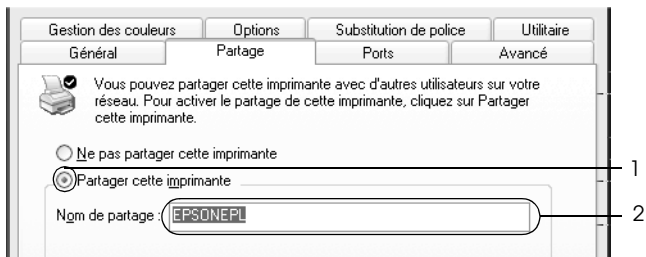 Gestion des couleurs Options Substitution de police Utilitaire
Général Partage Ports Avancé
Vous pouvez partager cette imprimante avec d'autres utilisateurs sur votre
réseau. Pour activer le partage de cette imprimante, cliquez sur Partager
cette imprimante.
Ne pas partager cette imprimante
Partager cette imprimante
1
Nom de partage : EPSONEPL
2